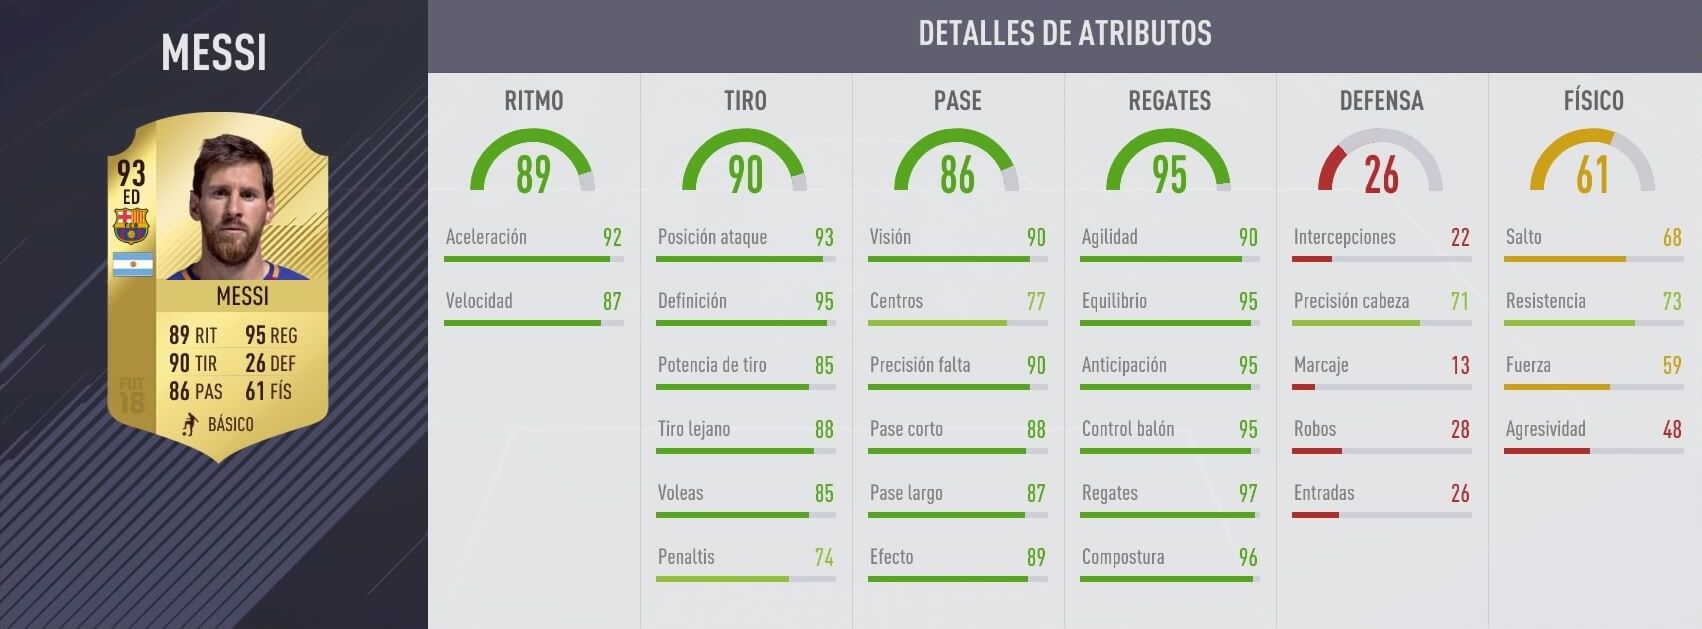 MESSI
93
ED
FCB
MESSI
89 RIT 95 REG
90 TIR 26 DEF
86 PAS 61 FÍS
FUT
18
BÁSICO
DETALLES DE ATRIBUTOS
RITMO
89
Aceleración 92
Velocidad 87
TIRO
90
Posición ataque 93
Definición 95
Potencia de tiro 85
Tiro lejano 88
Voleas 85
Penaltis 74
PASE
86
Visión 90
Centros 77
Precisión falta 90
Pase corto 88
Pase largo 87
Efecto 89
REGATES
95
Agilidad 90
Equilibrio 95
Anticipación 95
Control balón 95
Regates 97
Compostura 96
DEFENSA
26
Intercepciones 22
Precisión cabeza 71
Marcaje 13
Robos 28
Entradas 26
FÍSICO
61
Salto 68
Resistencia 73
Fuerza 59
Agresividad 48